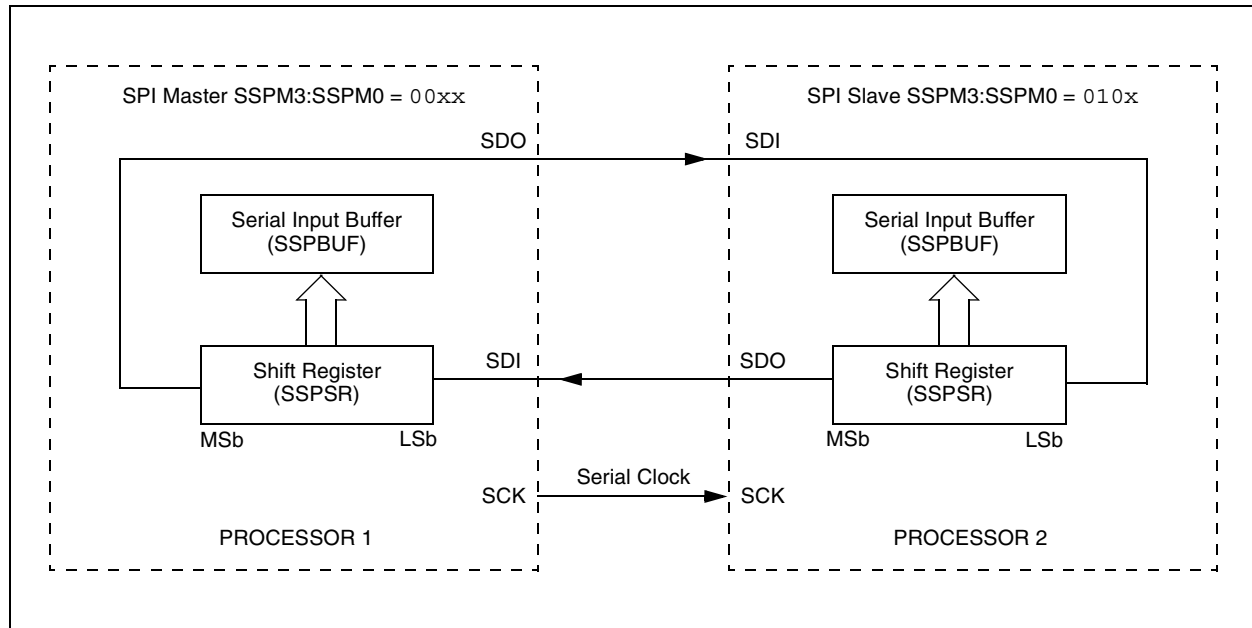 SPI Master SSPM3:SSPM0 = 00xx
SPI Slave SSPM3:SSPM0 = 010x
SDO
SDI
Serial Input Buffer
(SSPBUF)
Serial Input Buffer
(SSPBUF)
Shift Register
(SSPSR)
SDI
SDO
Shift Register
(SSPSR)
MSb
LSb
MSb
LSb
SCK
Serial Clock
SCK
PROCESSOR 1
PROCESSOR 2